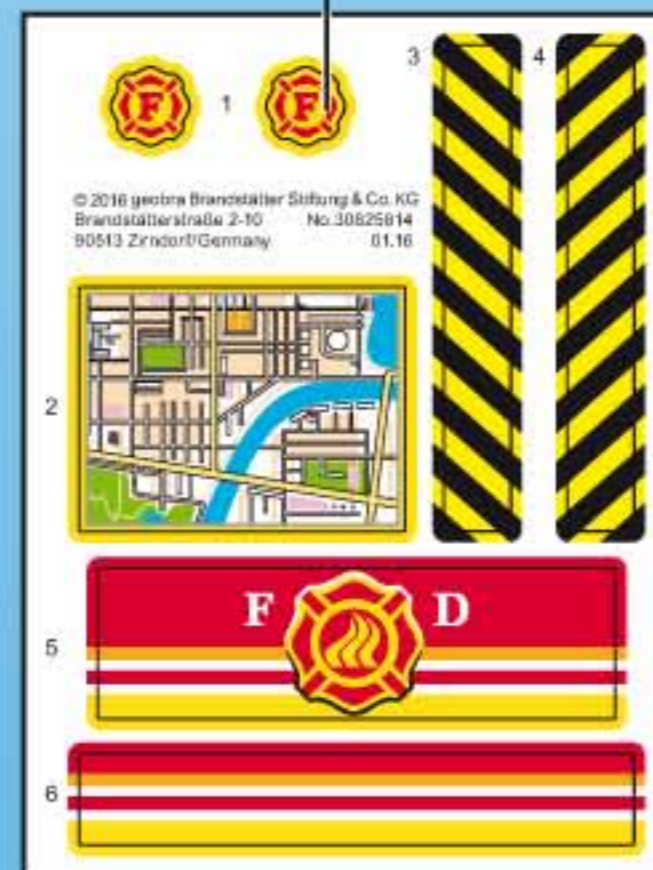 F 1 F
3 4
© 2016 geobra Brandstätter Stiftung & Co. KG
Brandstätterstraße 2-10 No.30825814
90513 Zirndorf/Germany 01.16
2
5 F D
6